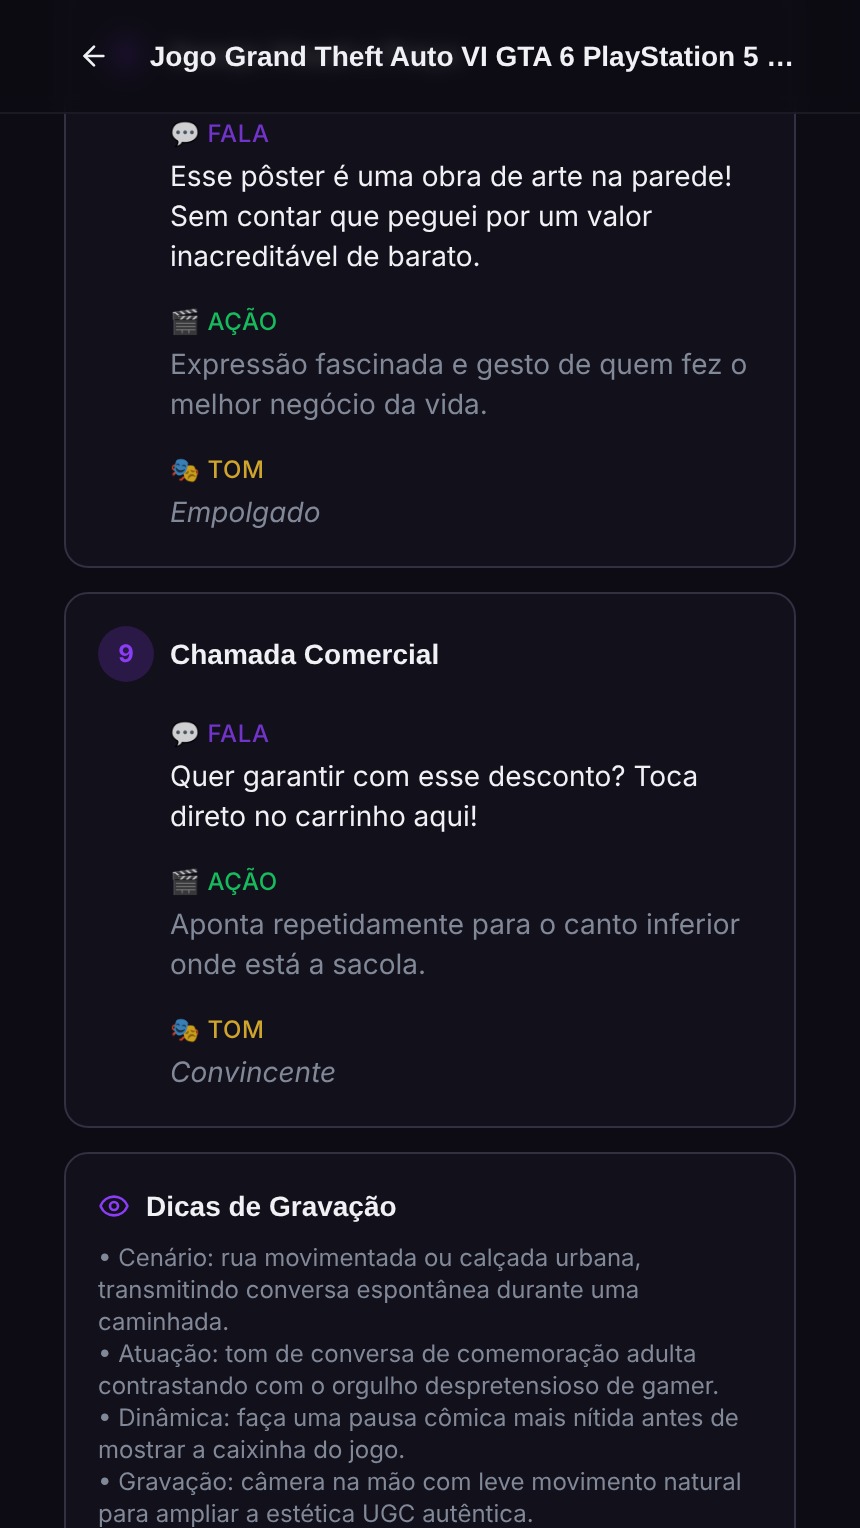 Jogo Grand Theft Auto VI GTA 6 PlayStation 5 ...
💬 FALA
Esse pôster é uma obra de arte na parede!
Sem contar que peguei por um valor
inacreditável de barato.
🎬 AÇÃO
Expressão fascinada e gesto de quem fez o
melhor negócio da vida.
🎭 TOM
Empolgado
9 Chamada Comercial
💬 FALA
Quer garantir com esse desconto? Toca
direto no carrinho aqui!
🎬 AÇÃO
Aponta repetidamente para o canto inferior
onde está a sacola.
🎭 TOM
Convincente
Dicas de Gravação
• Cenário: rua movimentada ou calçada urbana,
transmitindo conversa espontânea durante uma
caminhada.
• Atuação: tom de conversa de comemoração adulta
contrastando com o orgulho despretensioso de gamer.
• Dinâmica: faça uma pausa cômica mais nítida antes de
mostrar a caixinha do jogo.
• Gravação: câmera na mão com leve movimento natural
para ampliar a estética UGC autêntica.